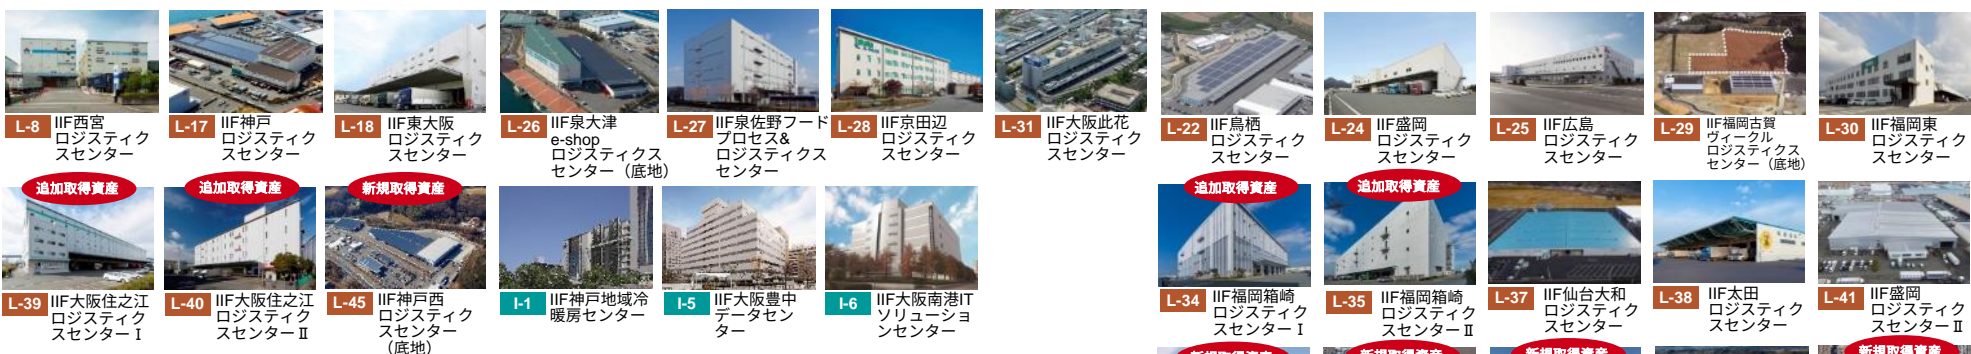 L-8
IIF西宮
ロジスティク
スセンター
L-17
IIF神戸
ロジスティク
スセンター
L-18
IIF東大阪
ロジスティク
スセンター
L-26
IIF泉大津
e-shop
ロジスティクス
センター（底地）
L-27
IIF泉佐野フード
プロセス&
ロジスティクス
センター
L-28
IIF京田辺
ロジスティク
スセンター
L-31
IIF大阪此花
ロジスティク
スセンター
追加取得資産
L-39
IIF大阪住之江
ロジスティク
スセンターⅠ
追加取得資産
L-40
IIF大阪住之江
ロジスティク
スセンターⅡ
新規取得資産
L-45
IIF神戸西
ロジスティク
スセンター
（底地）
I-1
IIF神戸地域冷
暖房センター
I-5
IIF大阪豊中
データセン
ター
I-6
IIF大阪南港IT
ソリューショ
ンセンター
L-22
IIF鳥栖
ロジスティク
スセンター
L-24
IIF盛岡
ロジスティク
スセンター
L-25
IIF広島
ロジスティク
スセンター
L-29
IIF福岡古賀
ヴィークル
ロジスティクス
センター（底地）
L-30
IIF福岡東
ロジスティク
スセンター
追加取得資産
L-34
IIF福岡箱崎
ロジスティク
スセンターⅠ
追加取得資産
L-35
IIF福岡箱崎
ロジスティク
スセンターⅡ
L-37
IIF仙台大和
ロジスティク
スセンター
L-38
IIF太田
ロジスティク
スセンター
L-41
IIF盛岡
ロジスティク
スセンターⅡ
新規取得資産
新規取得資産
新規取得資産
新規取得資産